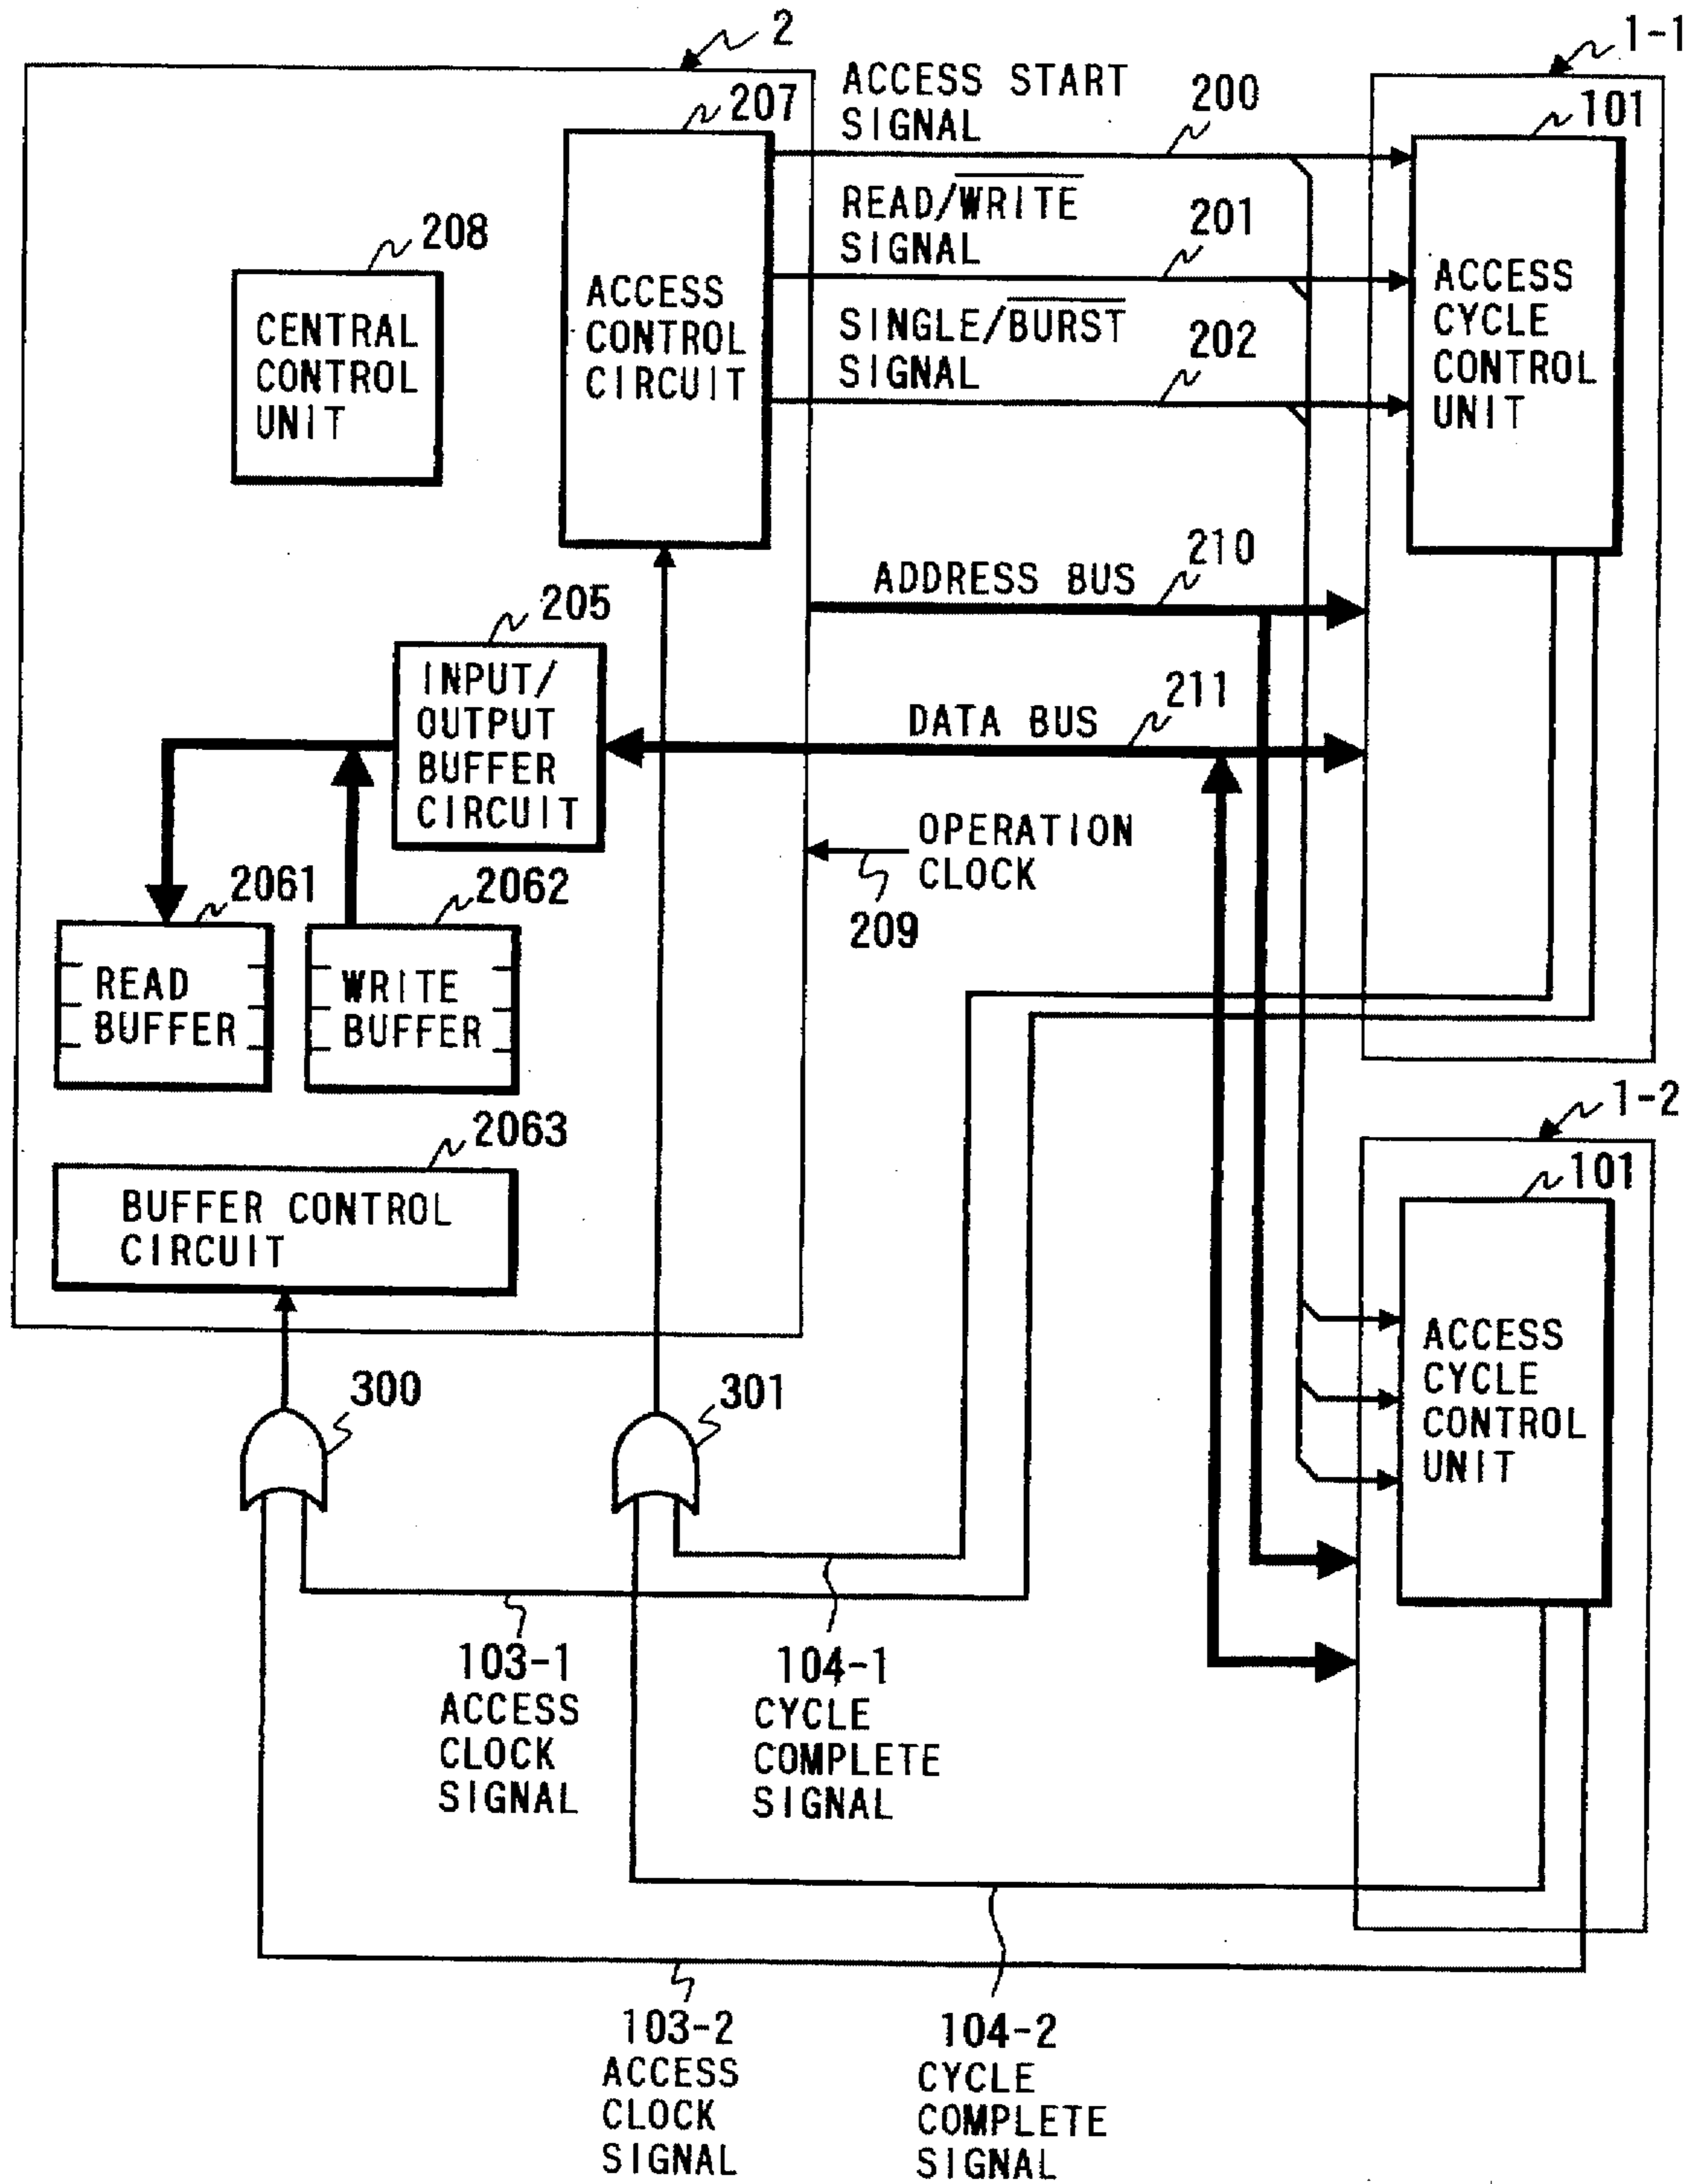 2
1-1
207
ACCESS START
SIGNAL
200
101
READ/WRITE
SIGNAL
201
208
CENTRAL
CONTROL
UNIT
ACCESS
CONTROL
CIRCUIT
SINGLE/BURST
SIGNAL
202
ACCESS
CYCLE
CONTROL
UNIT
ADDRESS BUS
210
205
INPUT/
OUTPUT
BUFFER
CIRCUIT
DATA BUS
211
OPERATION
CLOCK
209
2061
READ
BUFFER
2062
WRITE
BUFFER
2063
BUFFER CONTROL
CIRCUIT
1-2
101
ACCESS
CYCLE
CONTROL
UNIT
300
301
103-1
ACCESS
CLOCK
SIGNAL
104-1
CYCLE
COMPLETE
SIGNAL
103-2
ACCESS
CLOCK
SIGNAL
104-2
CYCLE
COMPLETE
SIGNAL